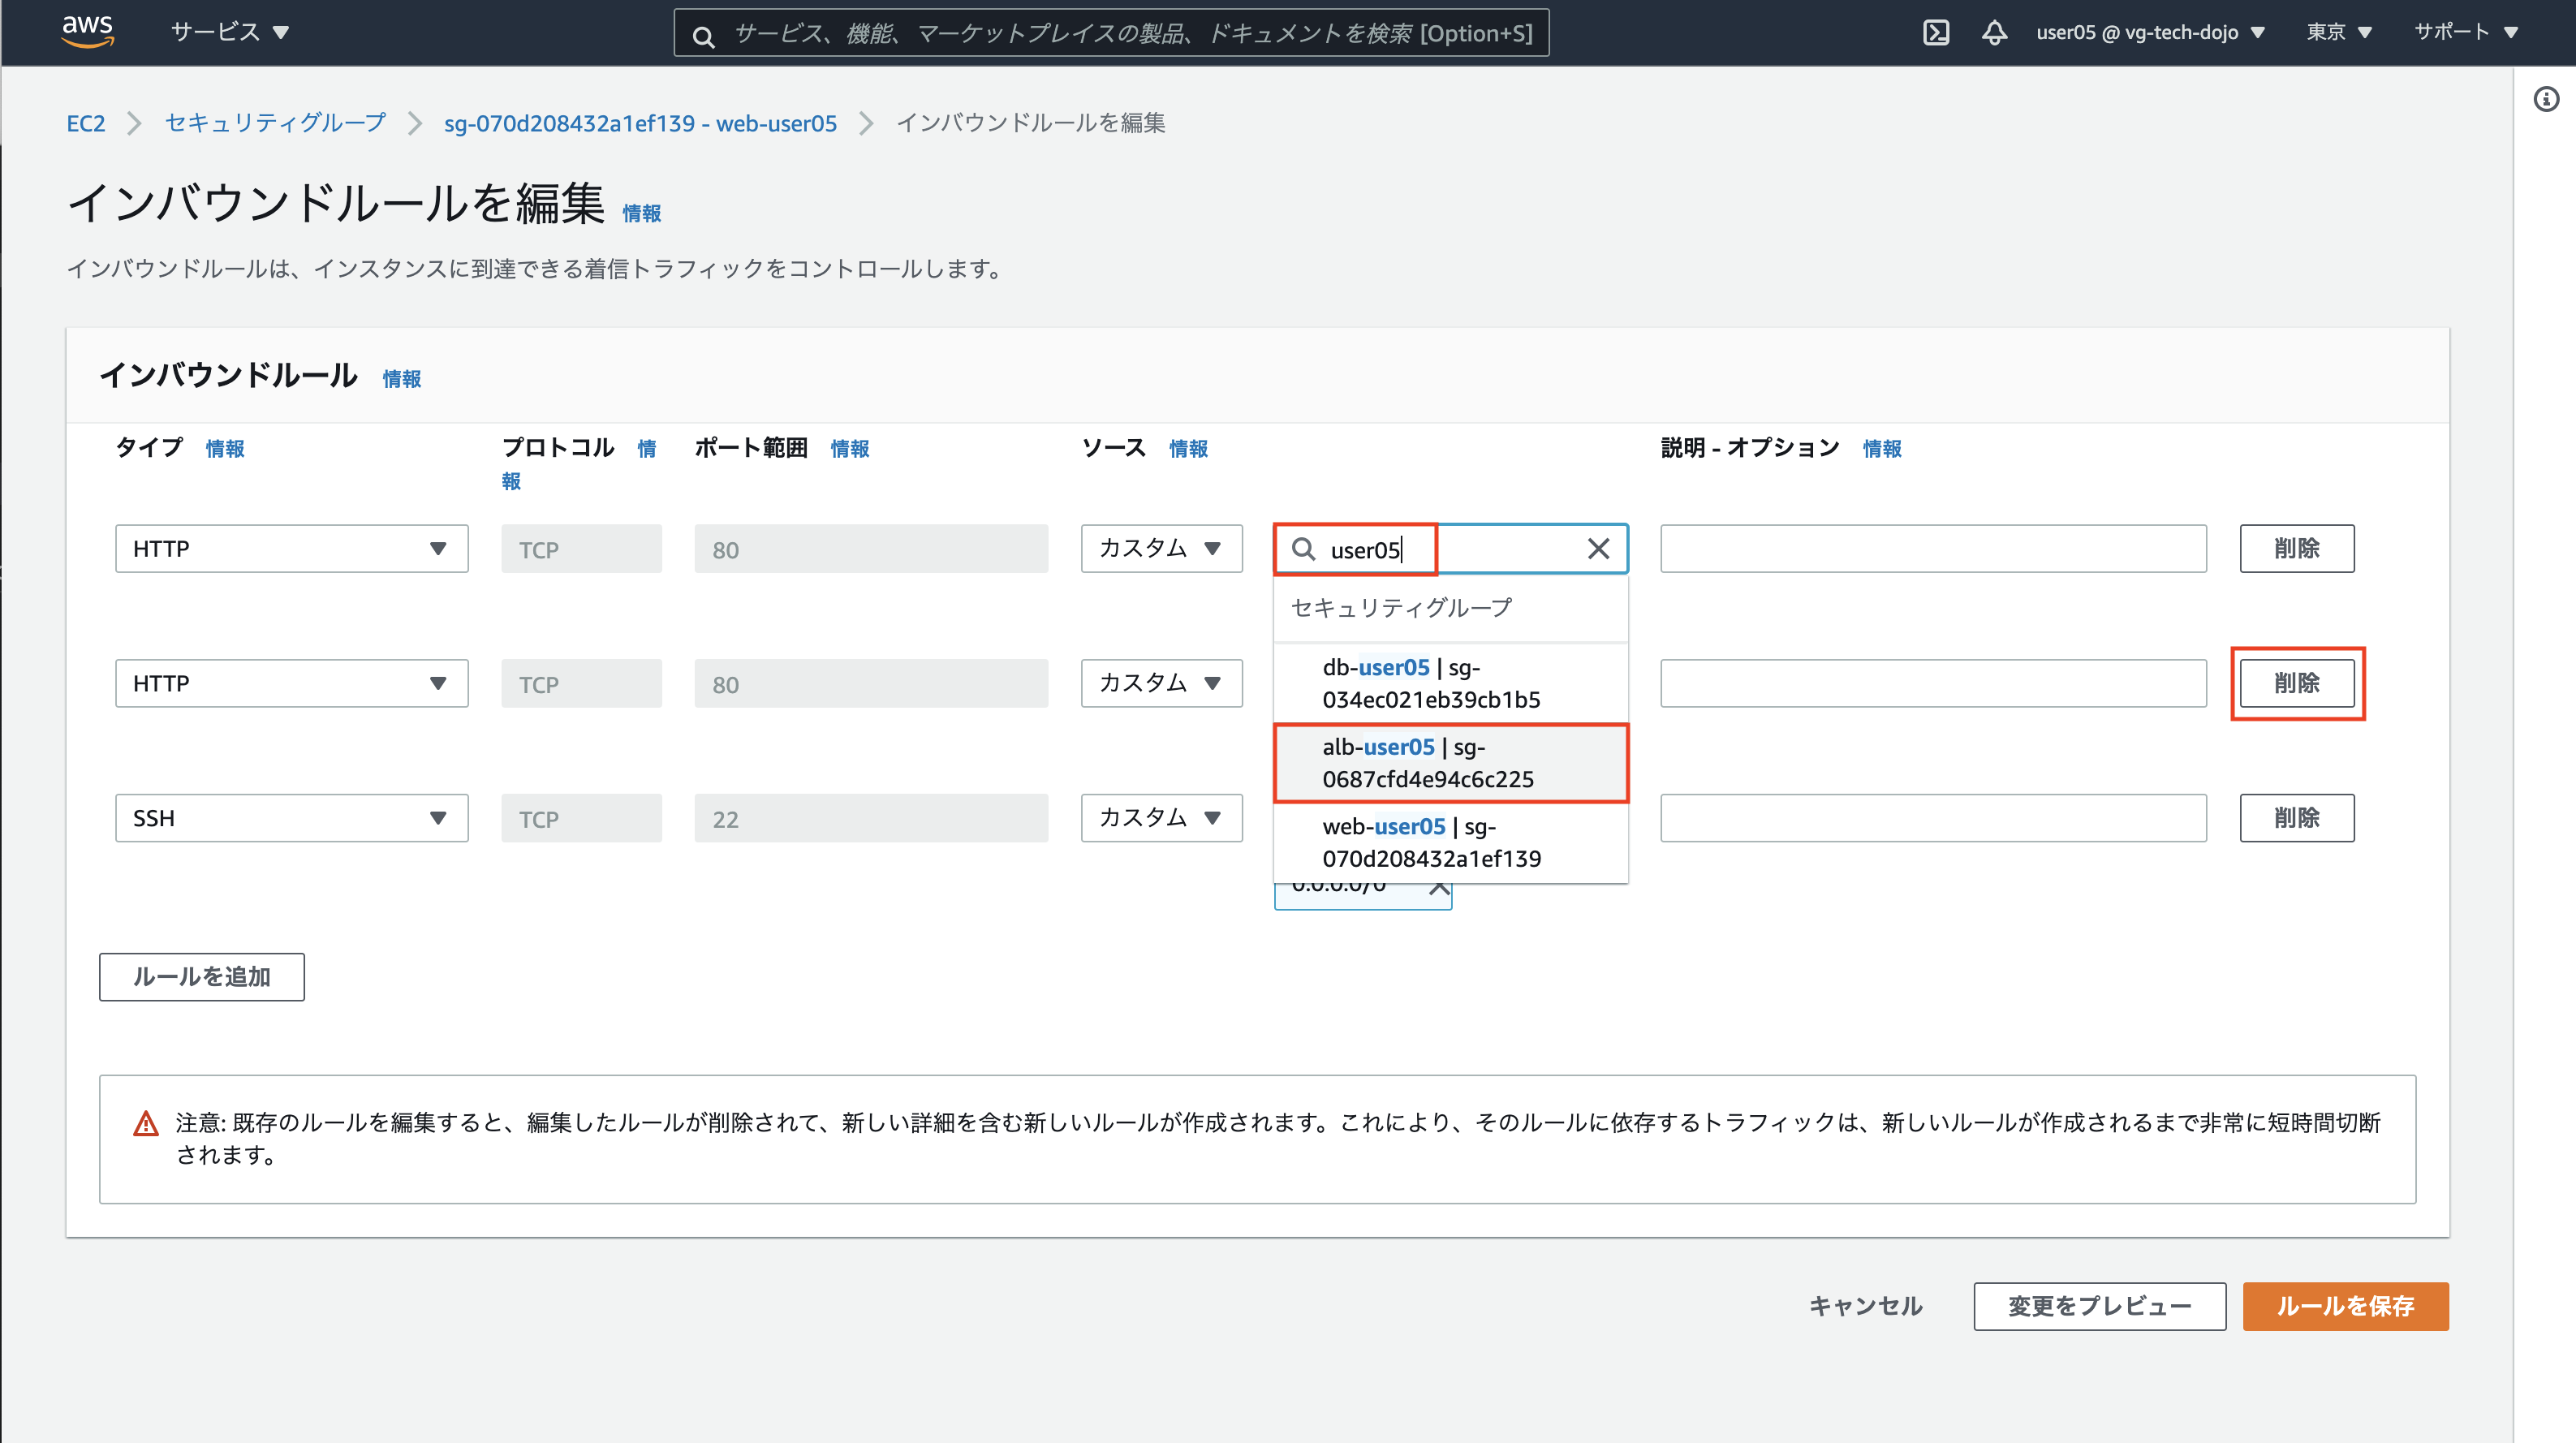 aws サービス サービス、機能、マーケットプレイスの製品、ドキュメントを検索 [Option+S] user05 @ vg-tech-dojo 東京 サポート
EC2 セキュリティグループ sg-070d208432a1ef139 - web-user05 インバウンドルールを編集
インバウンドルールを編集 情報
インバウンドルールは、インスタンスに到達できる着信トラフィックをコントロールします。
インバウンドルール 情報
タイプ 情報 プロトコル 情報 ポート範囲 情報 ソース 情報 説明 - オプション 情報
HTTP TCP 80 カスタム user05 削除
セキュリティグループ
db-user05 | sg-
034ec021eb39cb1b5
HTTP TCP 80 カスタム 削除
alb-user05 | sg-
0687cfd4e94c6c225
SSH TCP 22 カスタム 削除
web-user05 | sg-
070d208432a1ef139
0.0.0.0/0
ルールを追加
注意: 既存のルールを編集すると、編集したルールが削除されて、新しい詳細を含む新しいルールが作成されます。これにより、そのルールに依存するトラフィックは、新しいルールが作成されるまで非常に短時間切断
されます。
キャンセル 変更をプレビュー ルールを保存